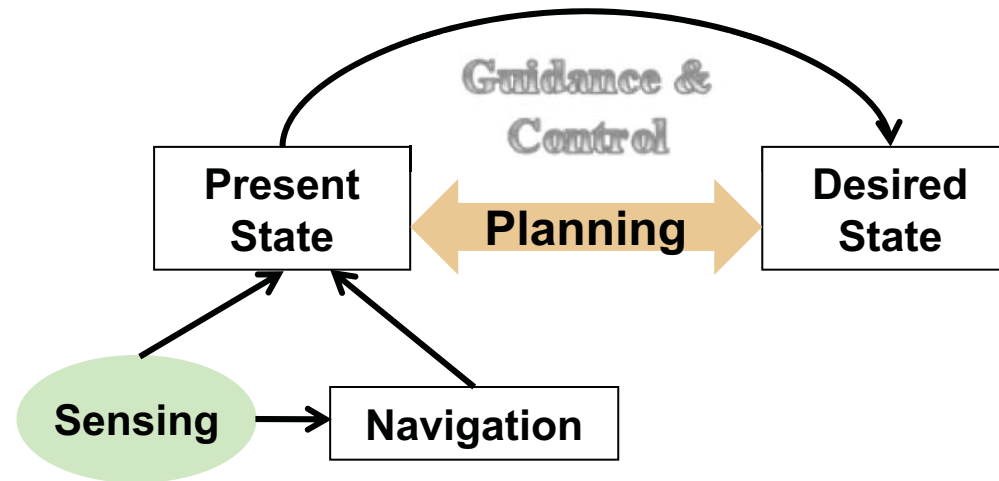 Guidance &
Control
Present
State
Planning
Desired
State
Sensing
Navigation